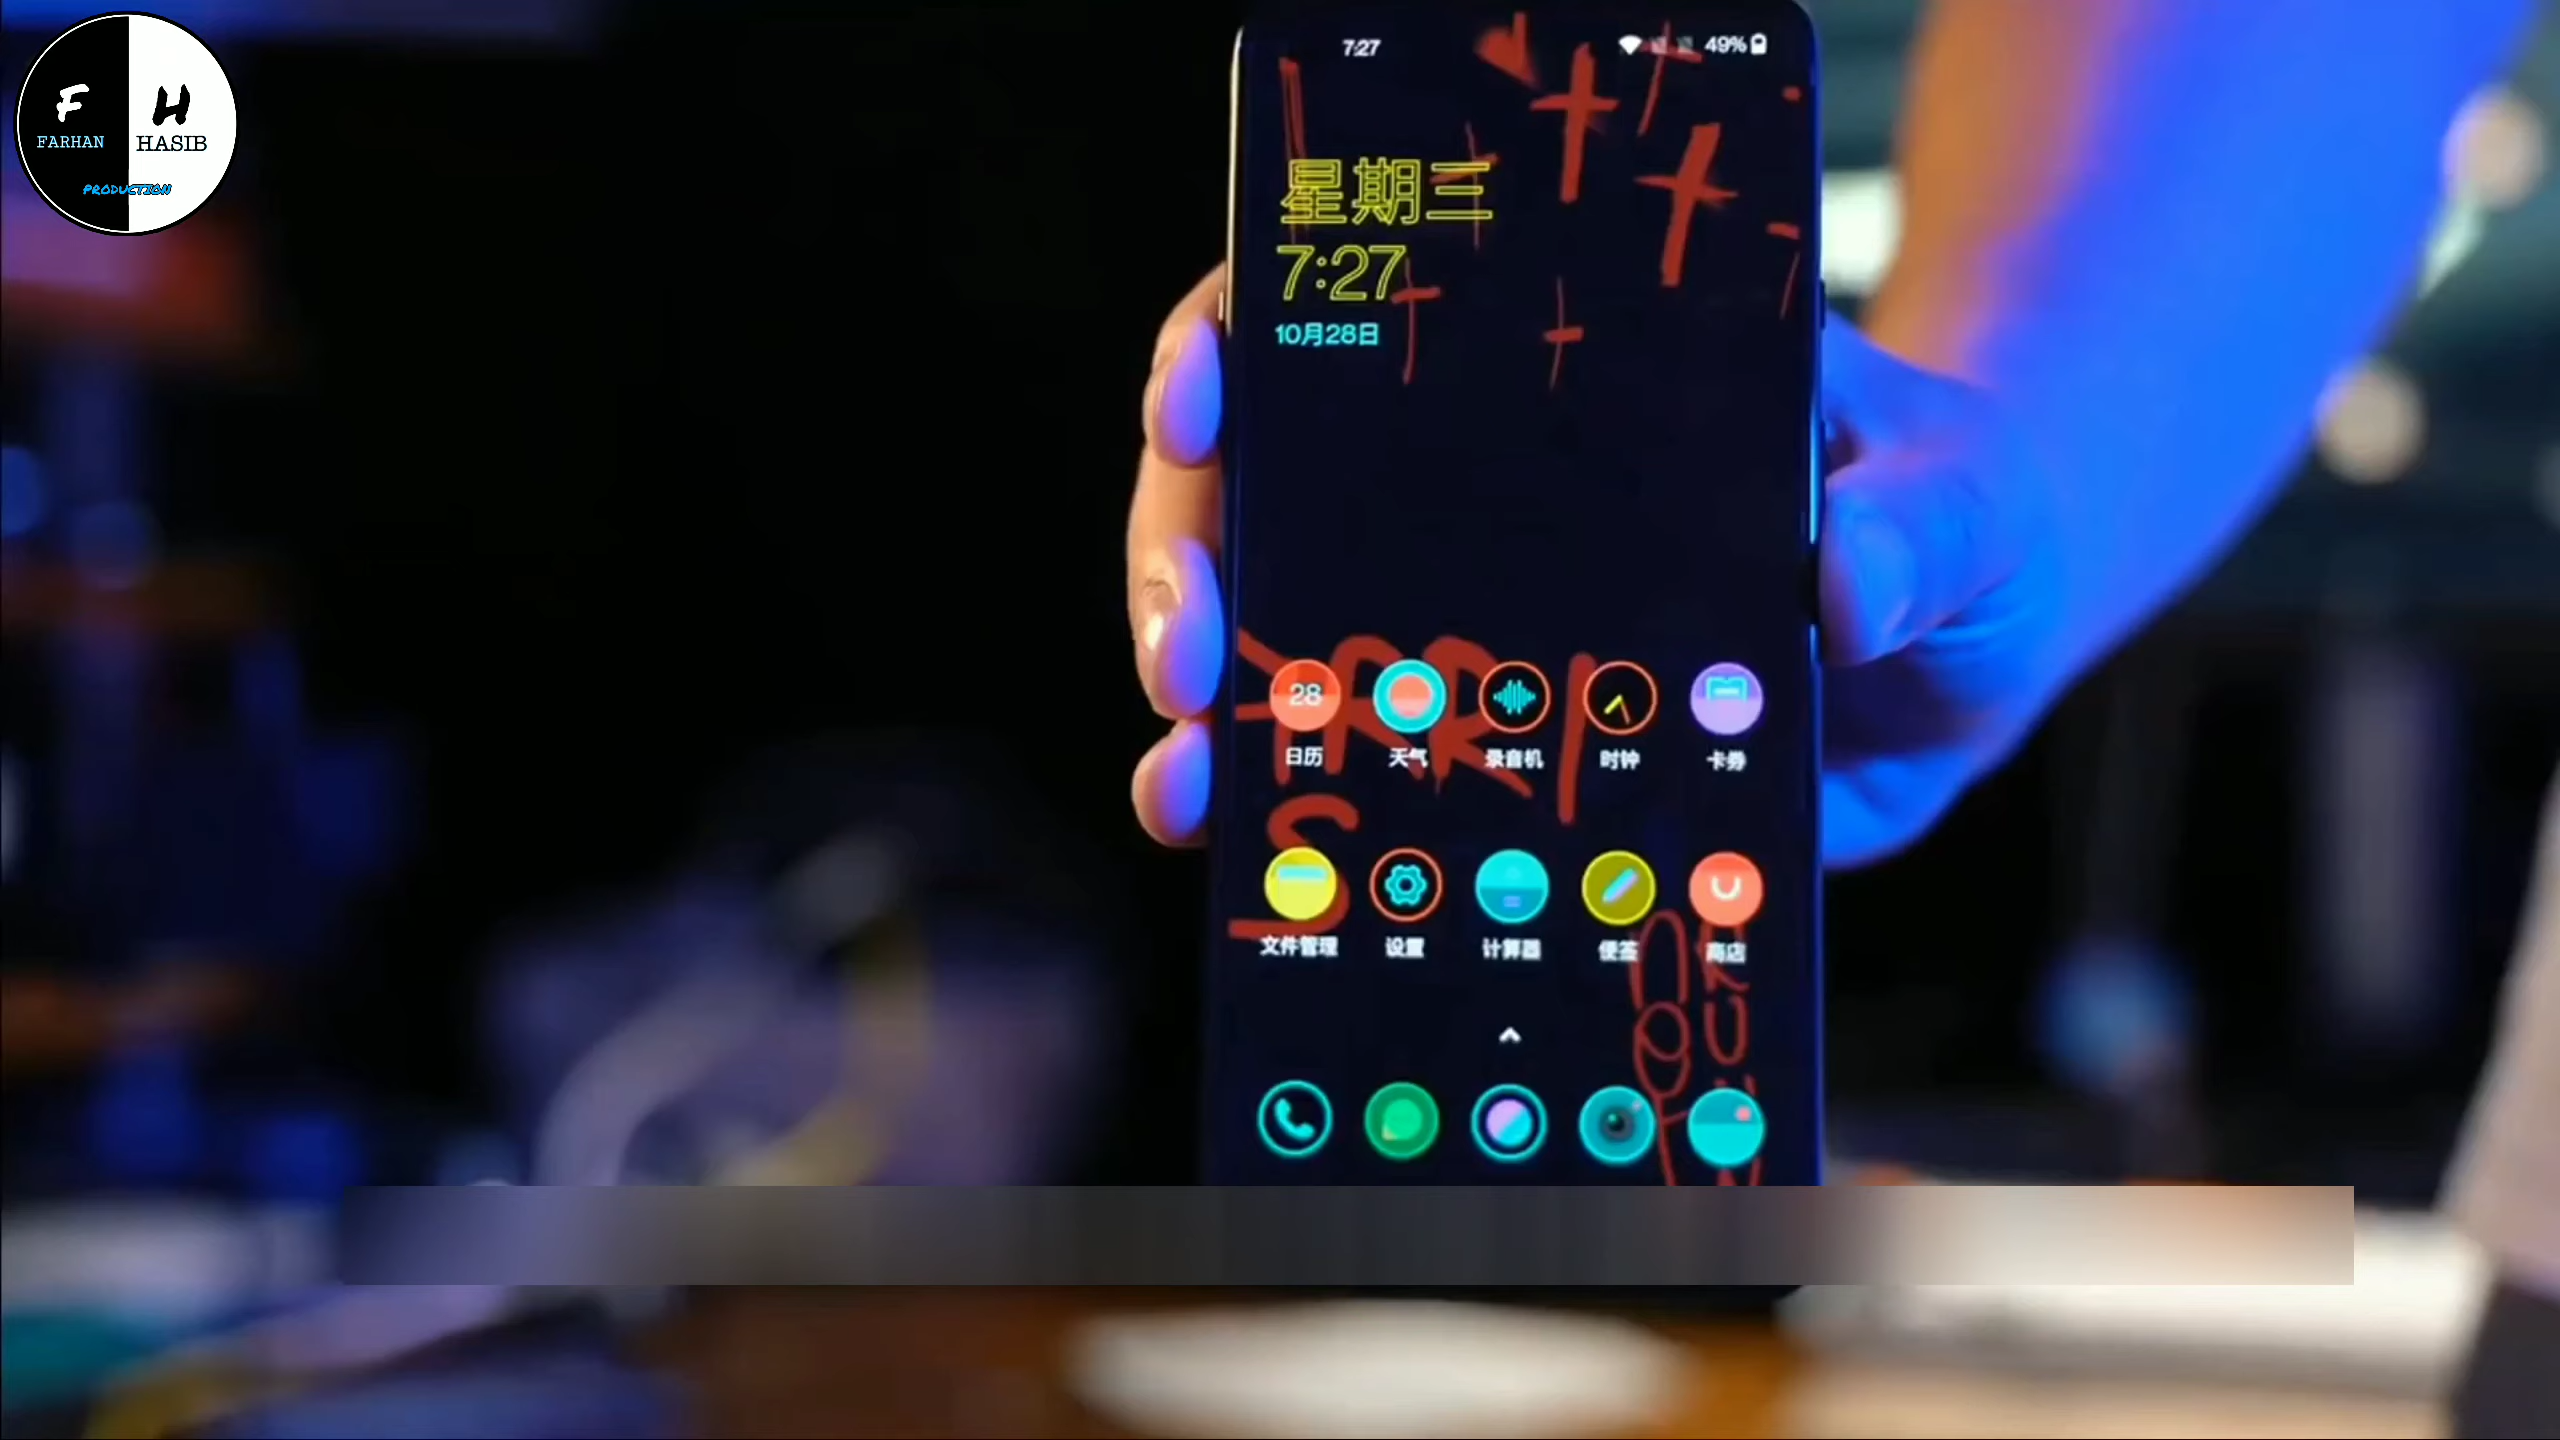 F H
FARHAN HASIB
PRODUCTION
7:27 49%
星期三
7:27
10月28日
28
日历 天气 录音机 时钟 卡券
文件管理 设置 计算器 便签 商店